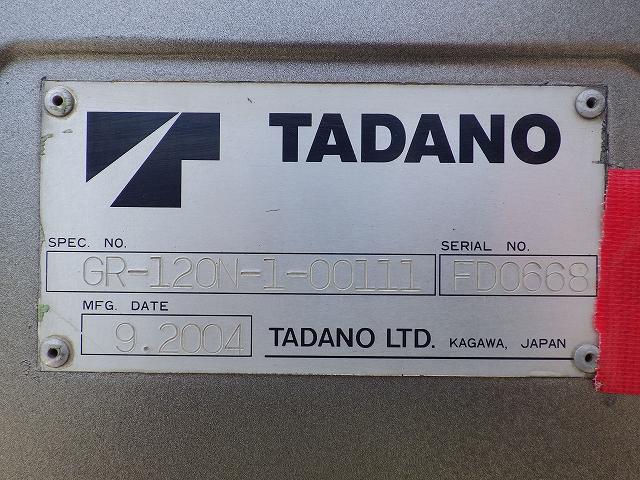 TADANO
SPEC. NO.
GR-120N-1-00111
SERIAL NO.
FD0668
MFG. DATE
9.2004
TADANO LTD. KAGAWA, JAPAN